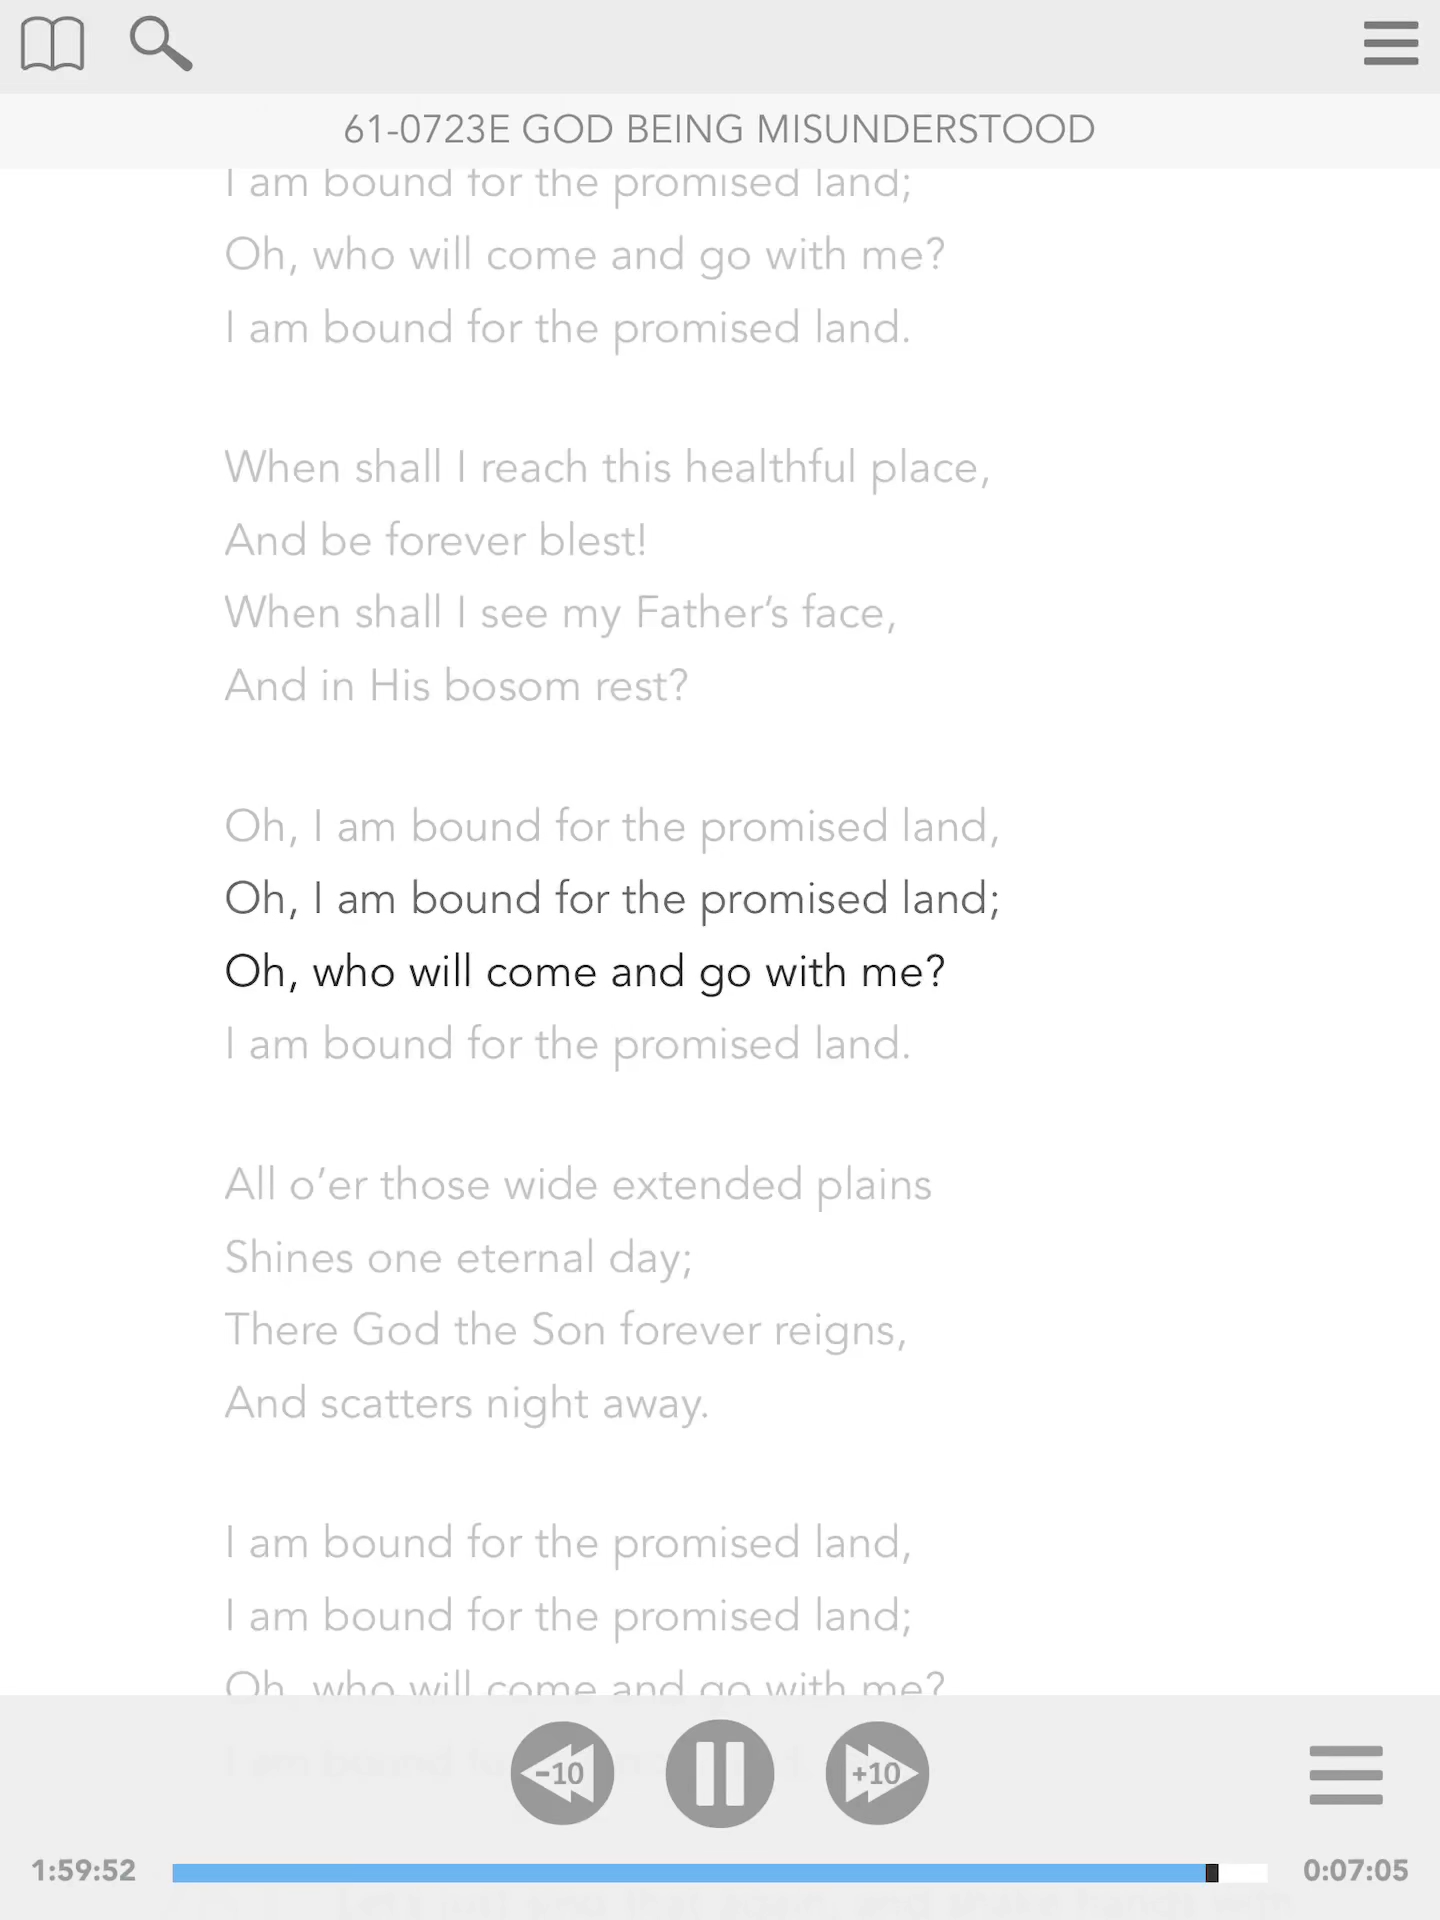 61-0723E GOD BEING MISUNDERSTOOD
I am bound for the promised land;
Oh, who will come and go with me?
I am bound for the promised land.
When shall I reach this healthful place,
And be forever blest!
When shall I see my Father’s face,
And in His bosom rest?
Oh, I am bound for the promised land,
Oh, I am bound for the promised land;
Oh, who will come and go with me?
I am bound for the promised land.
All o’er those wide extended plains
Shines one eternal day;
There God the Son forever reigns,
And scatters night away.
I am bound for the promised land,
I am bound for the promised land;
Oh, who will come and go with me?
I am bound
-10
+10
1:59:52
0:07:05